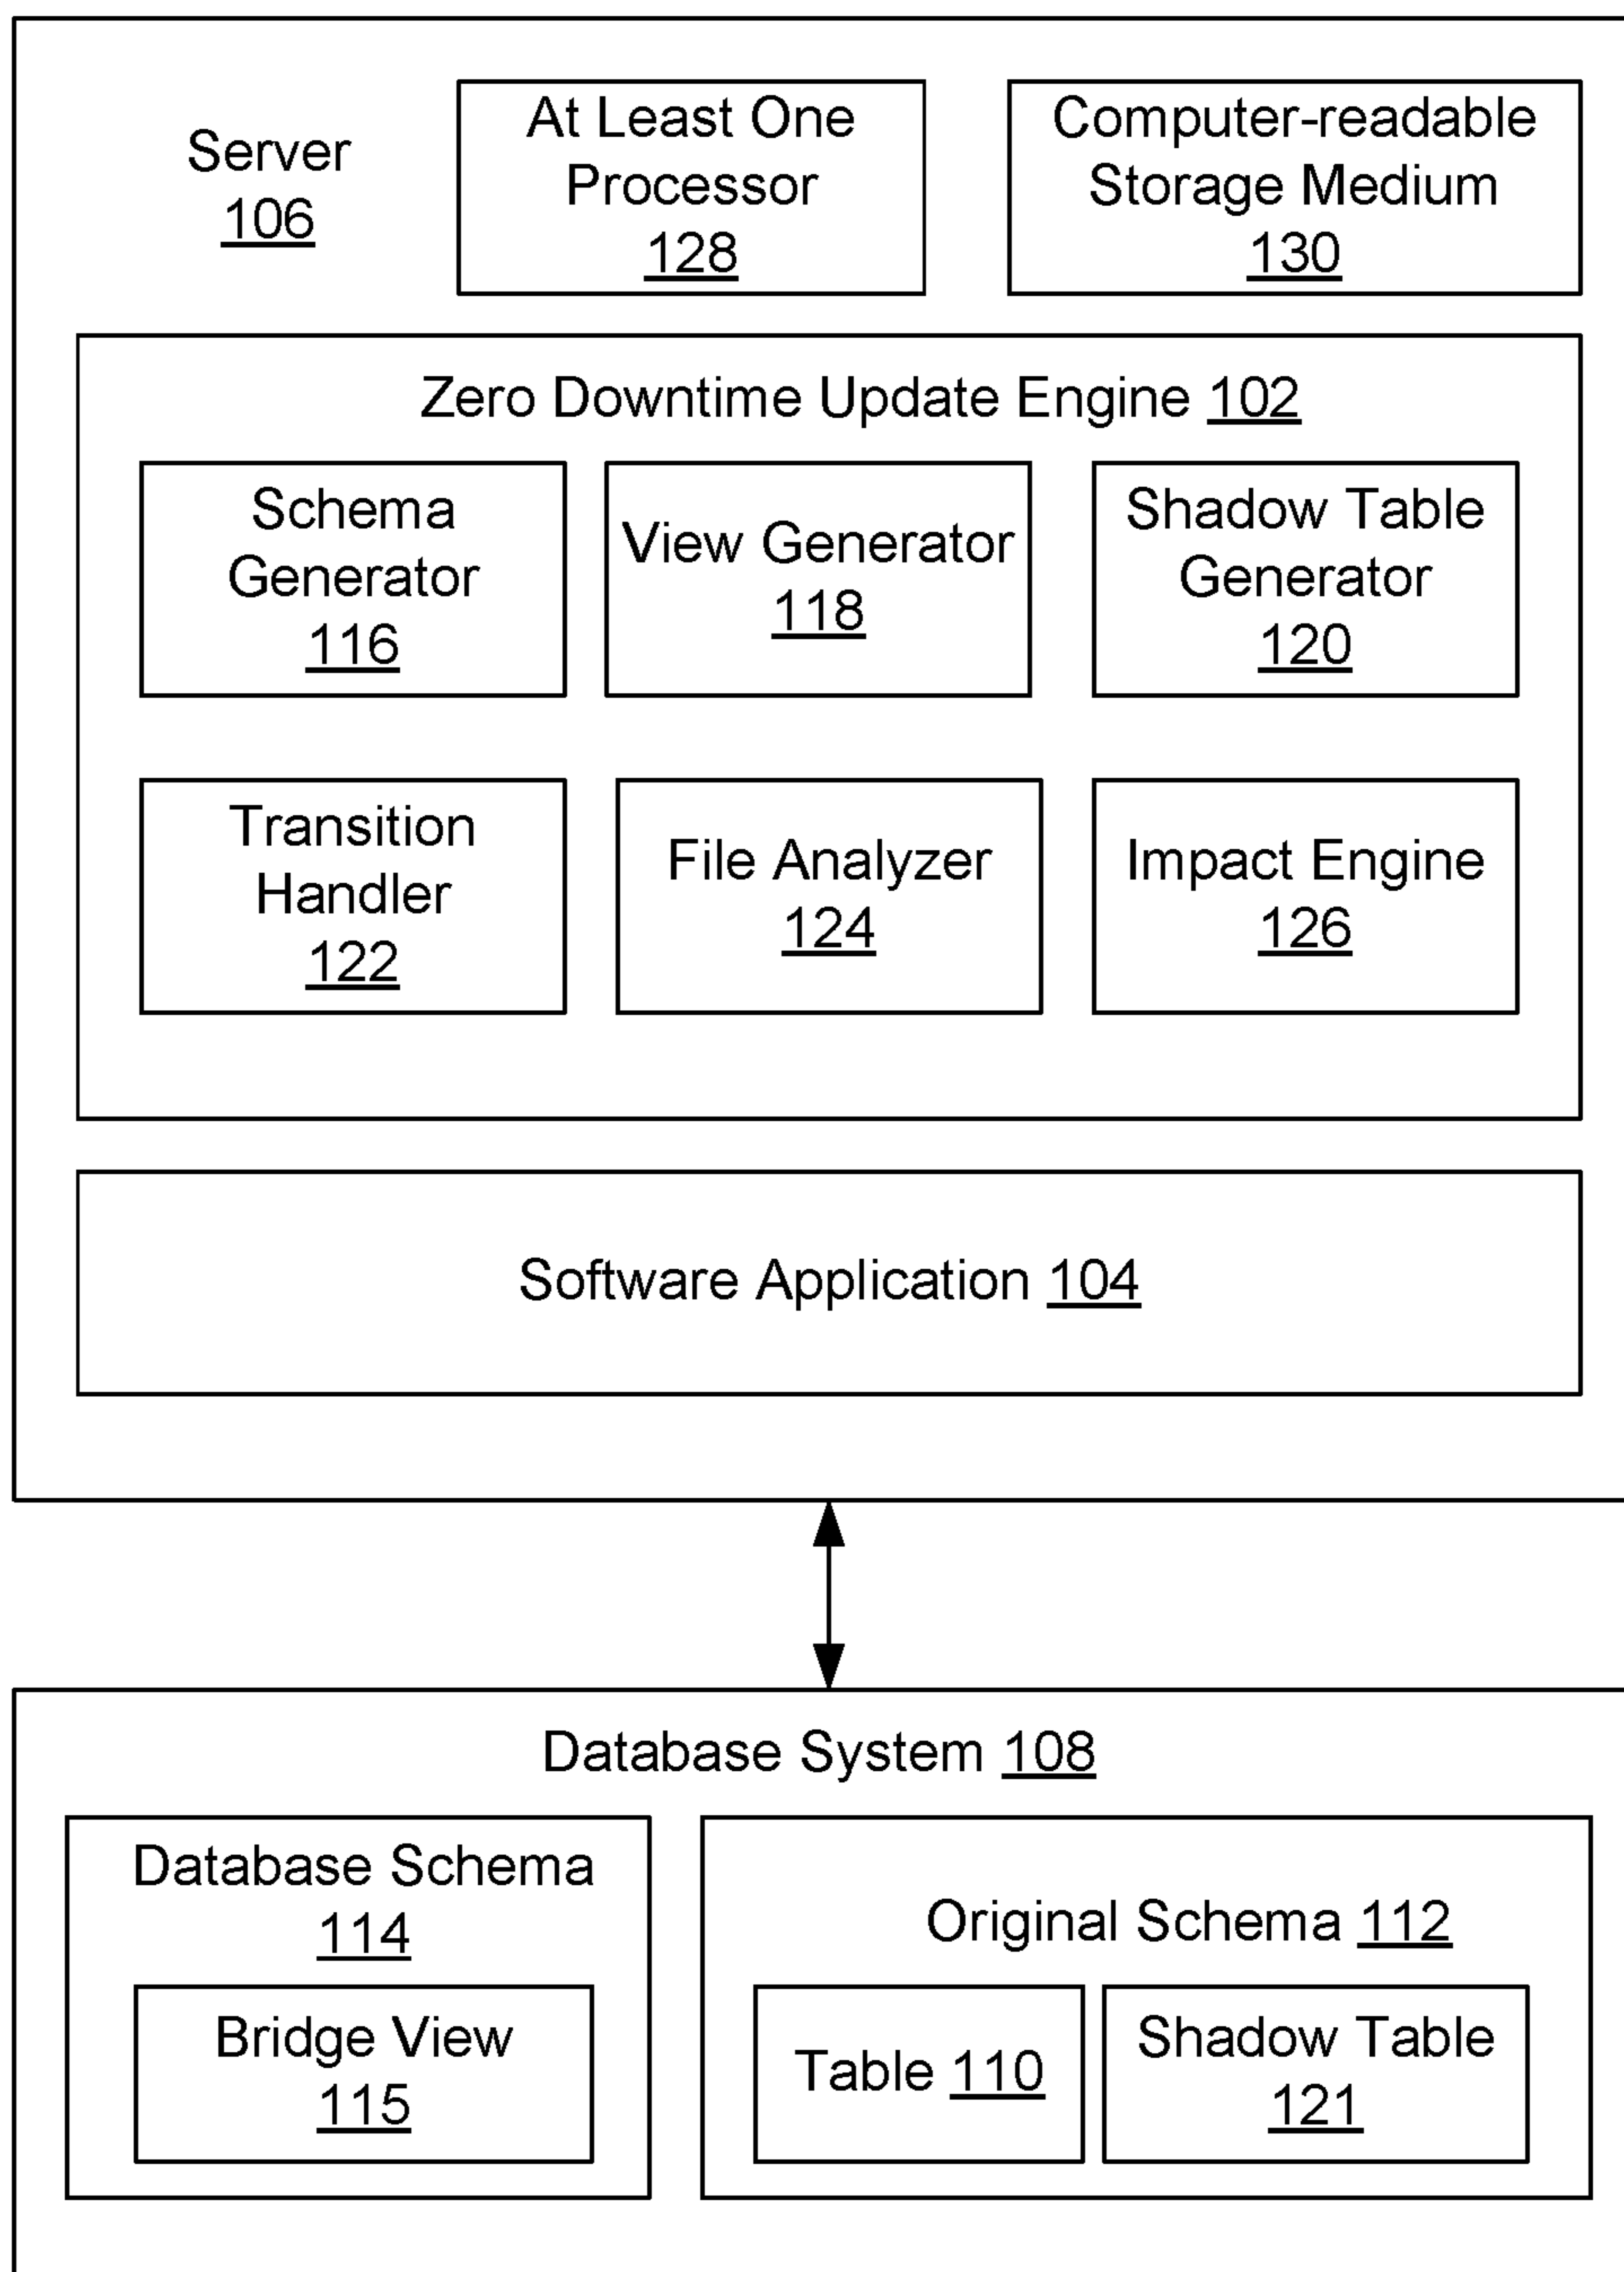 Server
106
At Least One
Processor
128
Computer-readable
Storage Medium
130
Zero Downtime Update Engine 102
Schema
Generator
116
View Generator
118
Shadow Table
Generator
120
Transition
Handler
122
File Analyzer
124
Impact Engine
126
Software Application 104
Database System 108
Database Schema
114
Bridge View
115
Original Schema 112
Table 110
Shadow Table
121